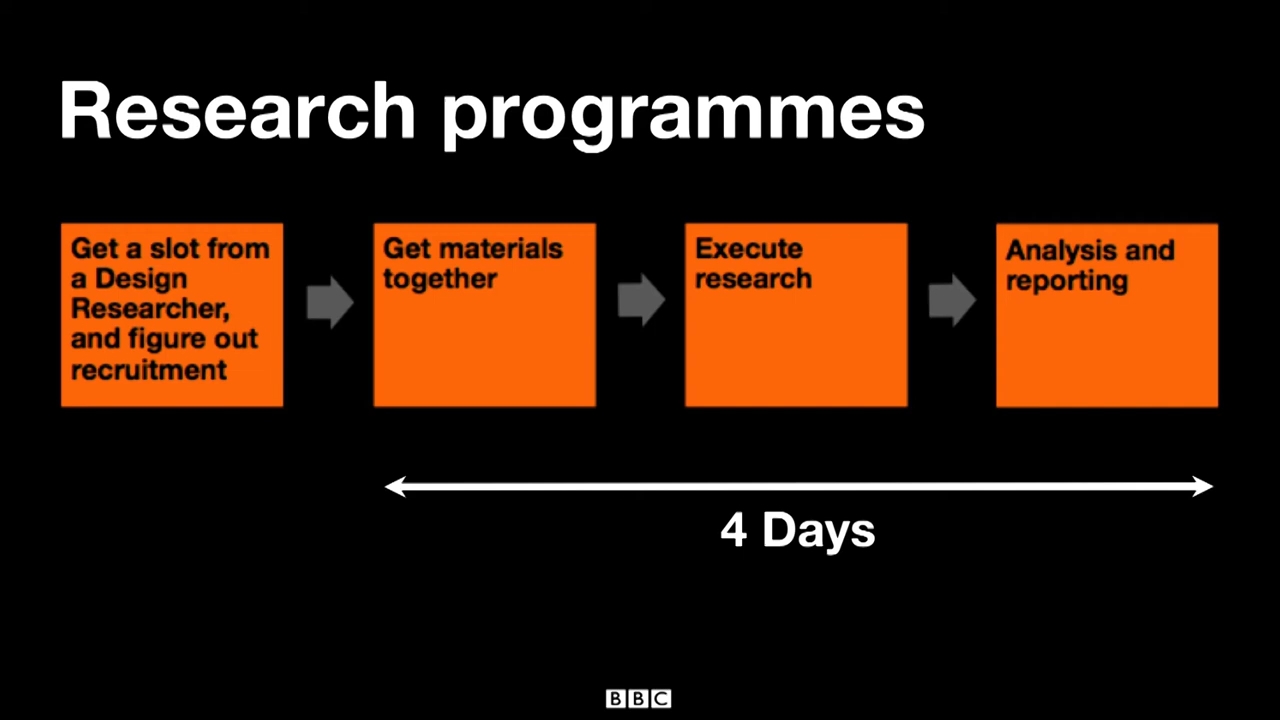 Research programmes
Get a slot from
a Design
Researcher,
and figure out
recruitment
Get materials
together
Execute
research
Analysis and
reporting
4 Days
BBC